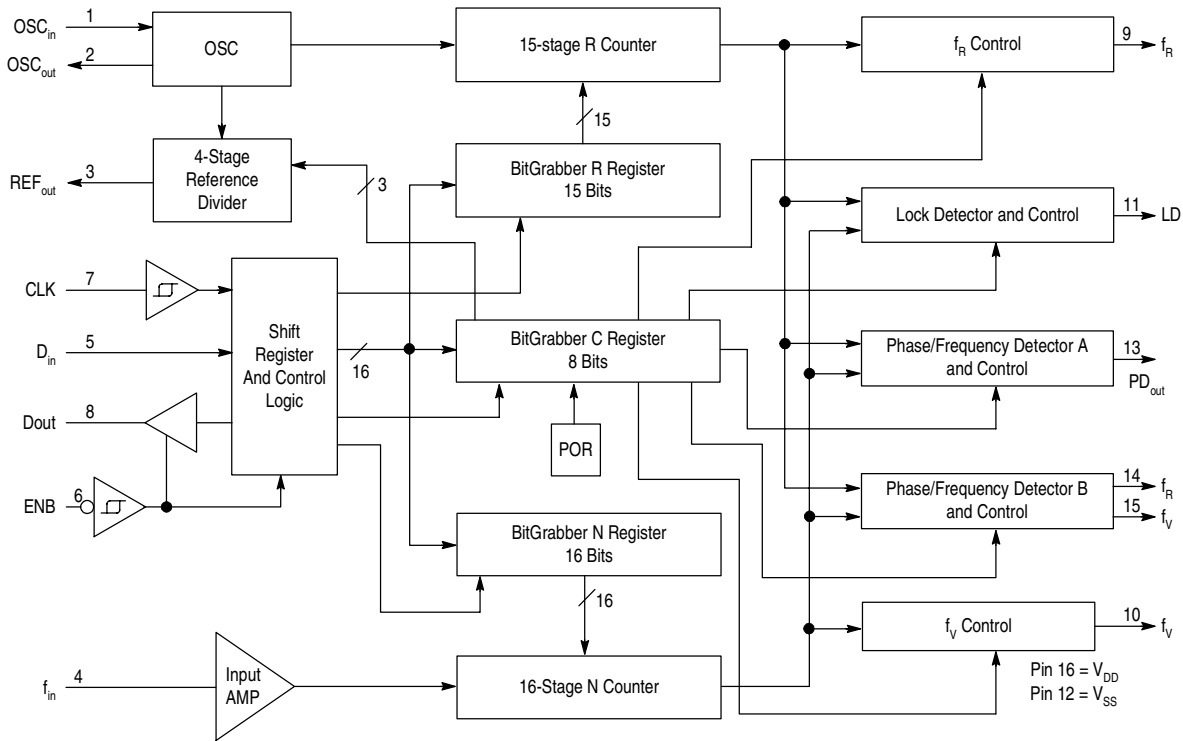 OSCin
1
OSCout
2
OSC
15-stage R Counter
fR Control
9
fR
15
REFout
3
4-Stage
Reference
Divider
3
BitGrabber R Register
15 Bits
Lock Detector and Control
11
LD
CLK
7
Din
5
Dout
8
ENB
6
Shift
Register
And Control
Logic
16
BitGrabber C Register
8 Bits
POR
Phase/Frequency Detector A
and Control
13
PDout
Phase/Frequency Detector B
and Control
14
fR
15
fV
BitGrabber N Register
16 Bits
16
fV Control
10
fV
fin
4
Input
AMP
16-Stage N Counter
Pin 16 = VDD
Pin 12 = VSS